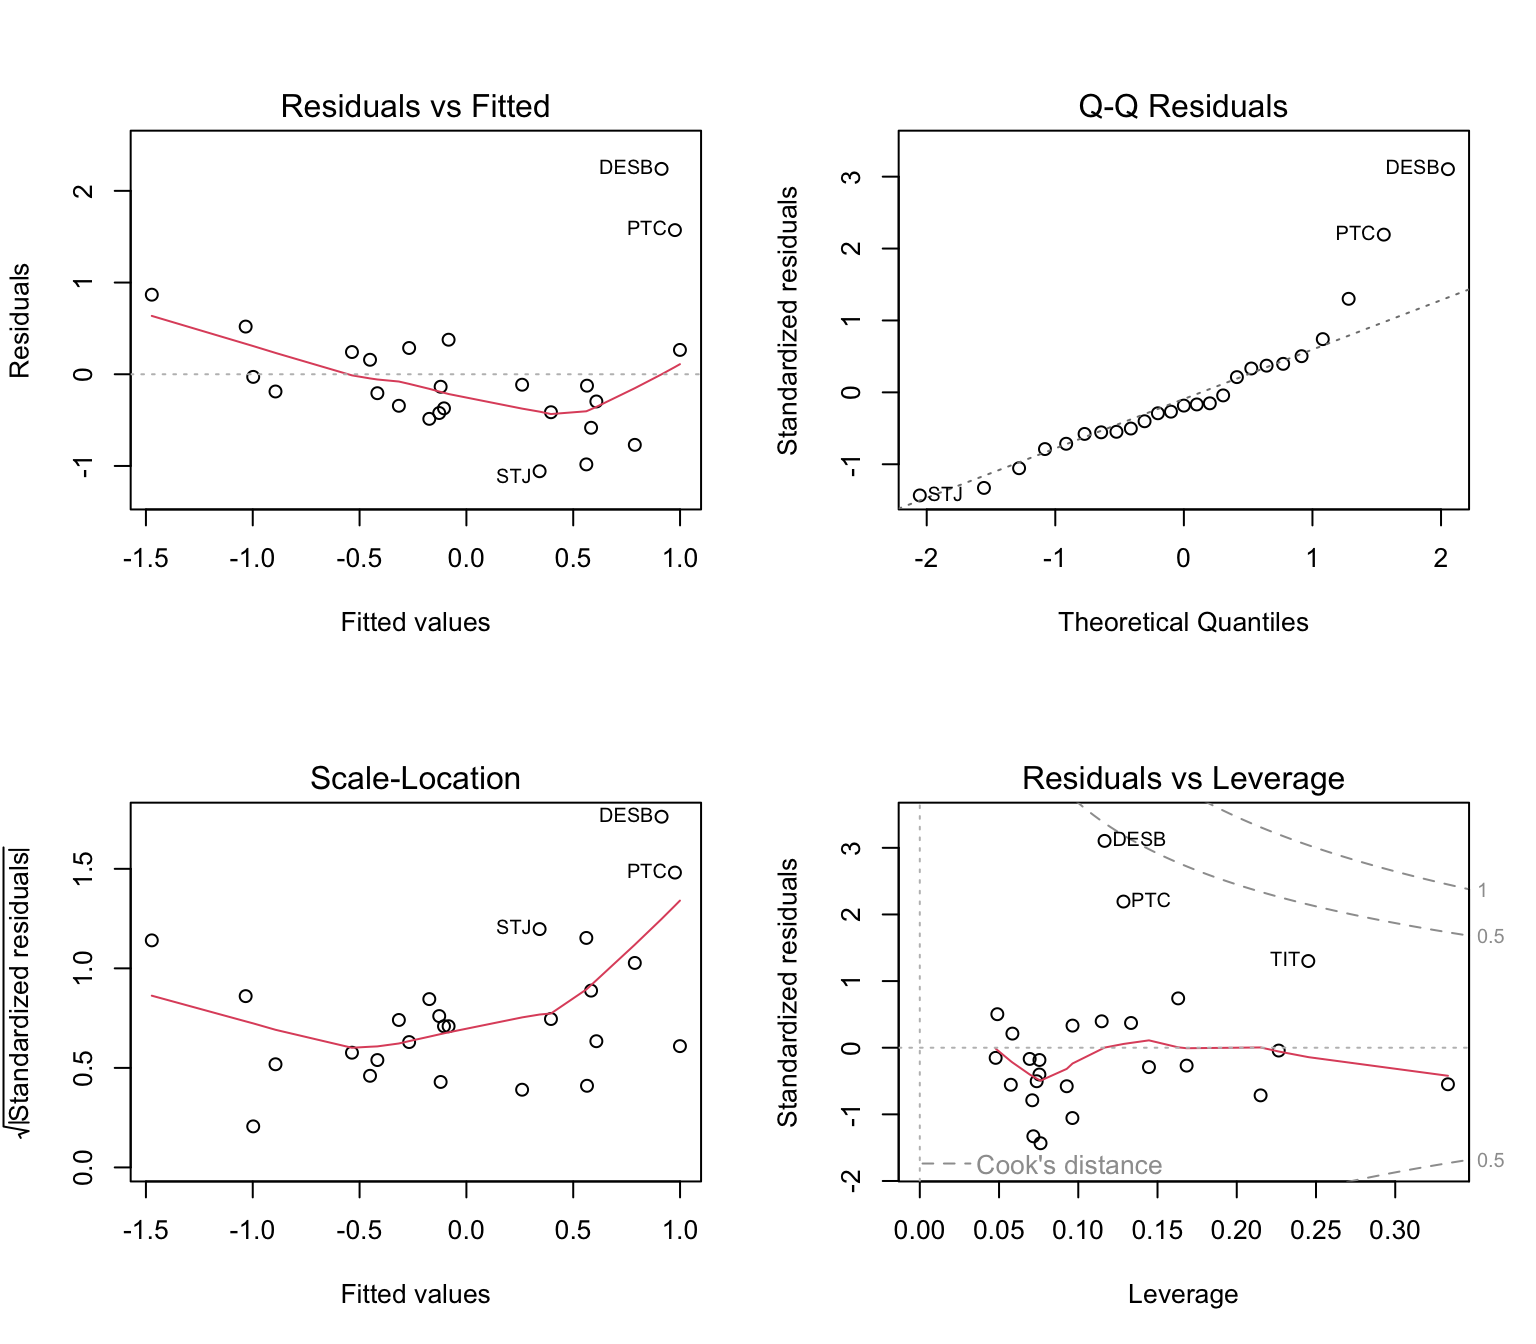 Residuals vs Fitted
Residuals
2
1
0
-1
DESB
PTC
STJ
-1.5 -1.0 -0.5 0.0 0.5 1.0
Fitted values
Q-Q Residuals
Standardized residuals
3
2
1
0
-1
DESB
PTC
STJ
-2 -1 0 1 2
Theoretical Quantiles
Scale-Location
√|Standardized residuals|
1.5
1.0
0.5
0.0
DESB
PTC
STJ
-1.5 -1.0 -0.5 0.0 0.5 1.0
Fitted values
Residuals vs Leverage
Standardized residuals
3
2
1
0
-1
-2
DESB
PTC
TIT
1
0.5
0.5
Cook's distance
0.00 0.05 0.10 0.15 0.20 0.25 0.30
Leverage